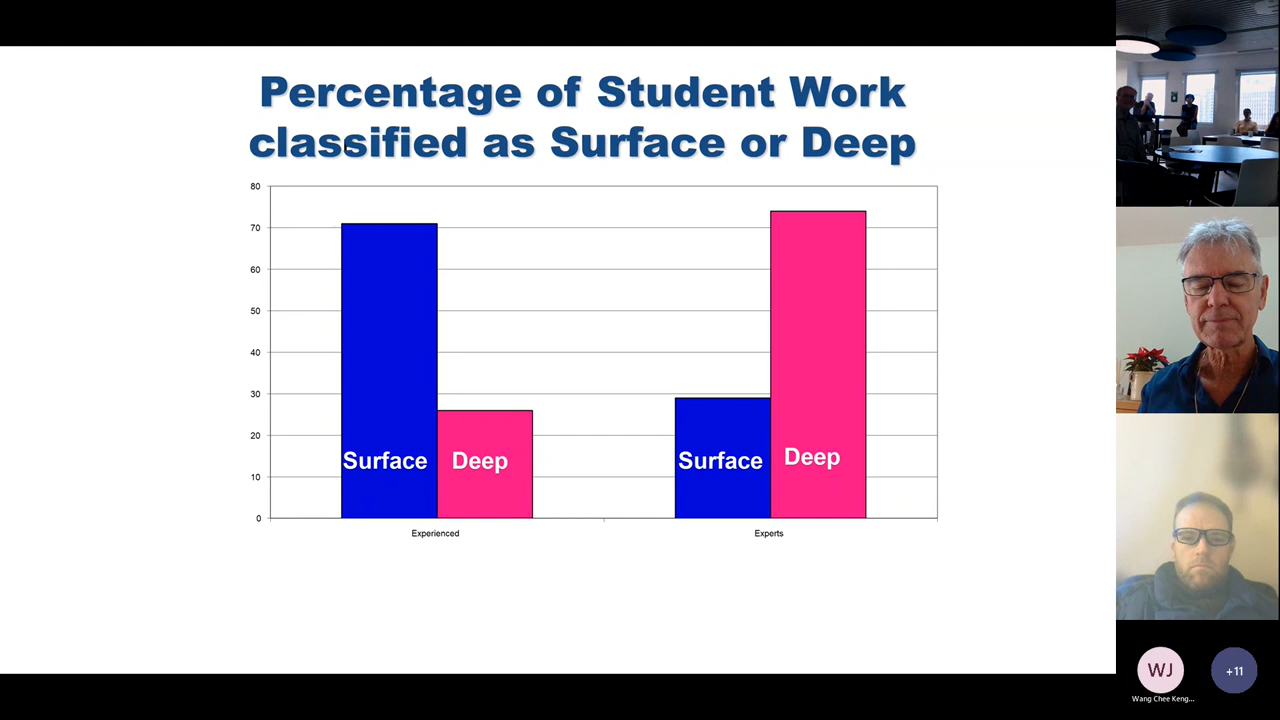 Percentage of Student Work
classified as Surface or Deep
80
70
60
50
40
30
20
10
0
Surface
Deep
Surface
Deep
Experienced
Experts
WJ
Wang Chee Keng...
+11